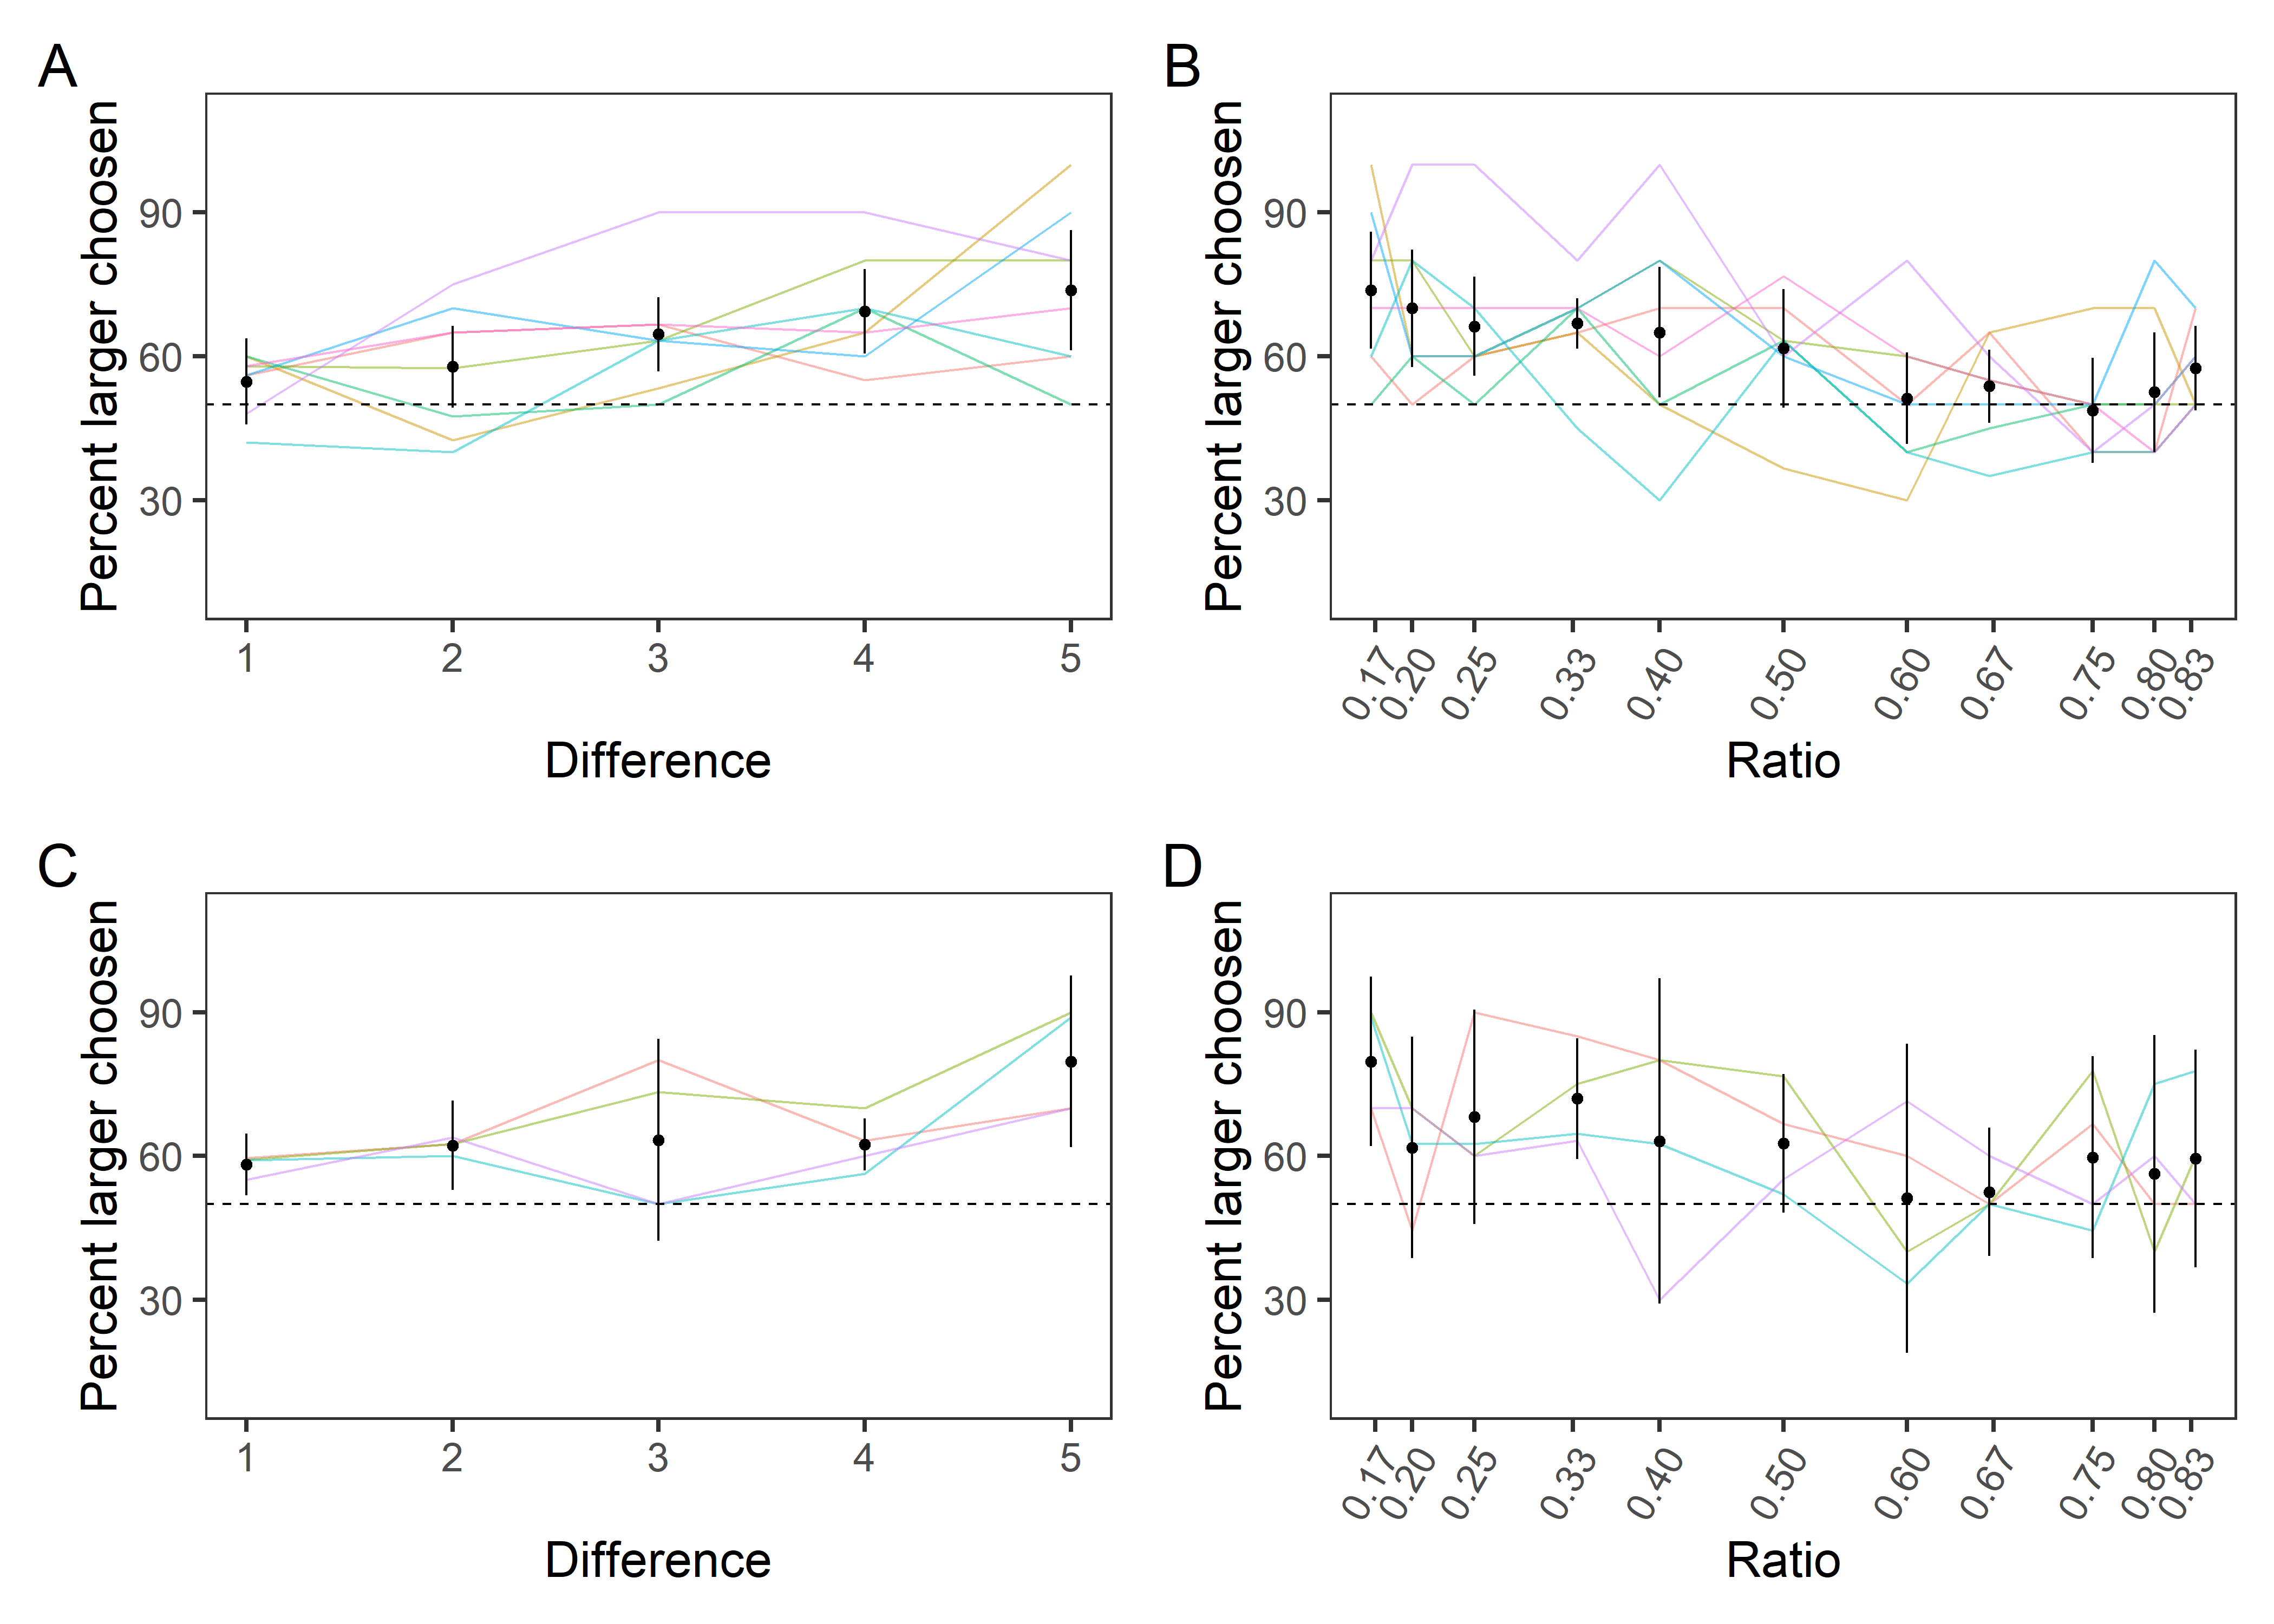 A
Percent larger choosen
90
60
30
1 2 3 4 5
Difference
B
Percent larger choosen
90
60
30
0.17 0.20 0.25 0.33 0.40 0.50 0.60 0.67 0.75 0.80 0.83
Ratio
C
Percent larger choosen
90
60
30
1 2 3 4 5
Difference
D
Percent larger choosen
90
60
30
0.17 0.20 0.25 0.33 0.40 0.50 0.60 0.67 0.75 0.80 0.83
Ratio